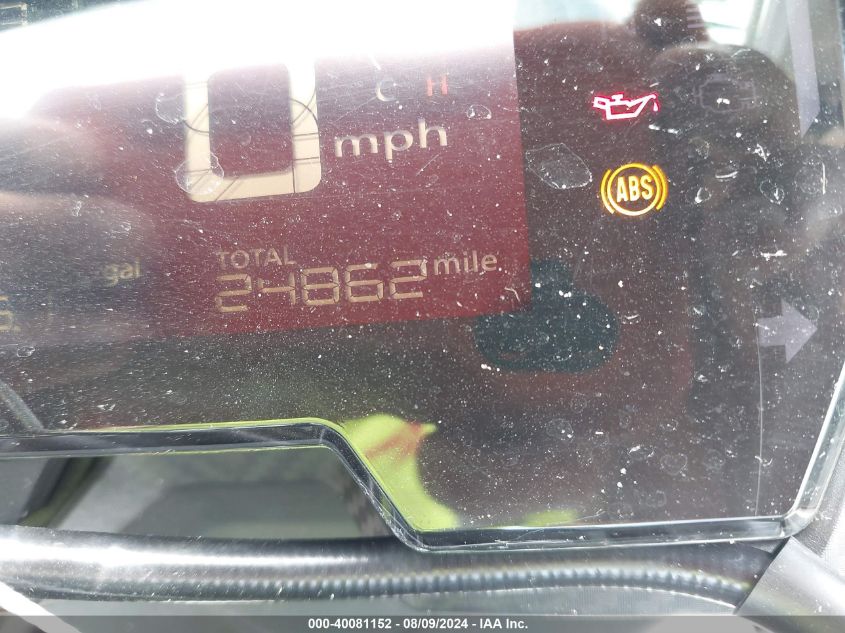 C H
0 mph
ABS
TOTAL
gal
24862 mile
000-40081152 - 08/09/2024 - IAA Inc.